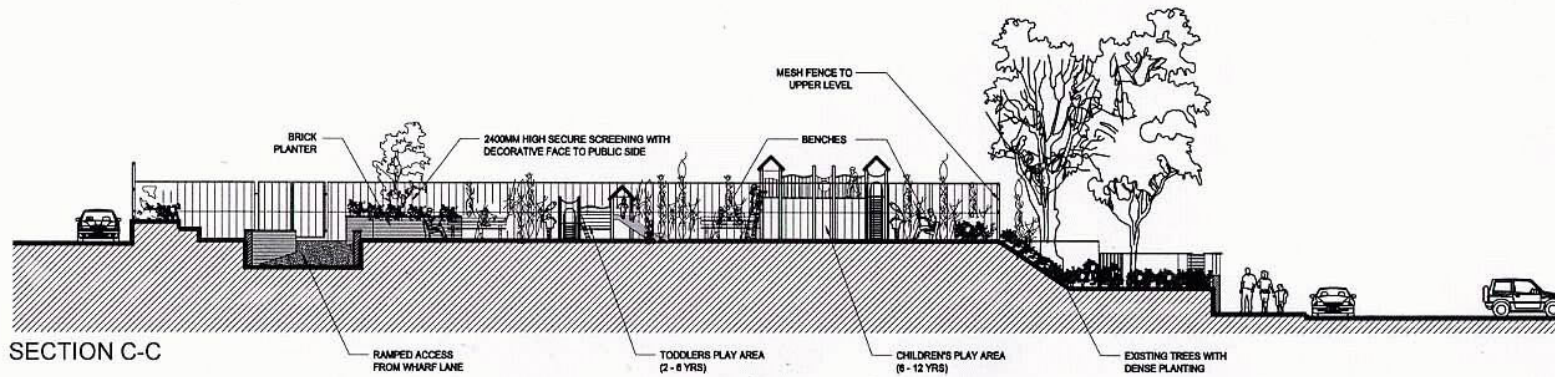 MESH FENCE TO
UPPER LEVEL
BRICK
PLANTER
2400MM HIGH SECURE SCREENING WITH
DECORATIVE FACE TO PUBLIC SIDE
BENCHES
SECTION C-C
RAMPED ACCESS
FROM WHARF LANE
TODDLERS PLAY AREA
(2 - 6 YRS)
CHILDREN'S PLAY AREA
(6 - 12 YRS)
EXISTING TREES WITH
DENSE PLANTING